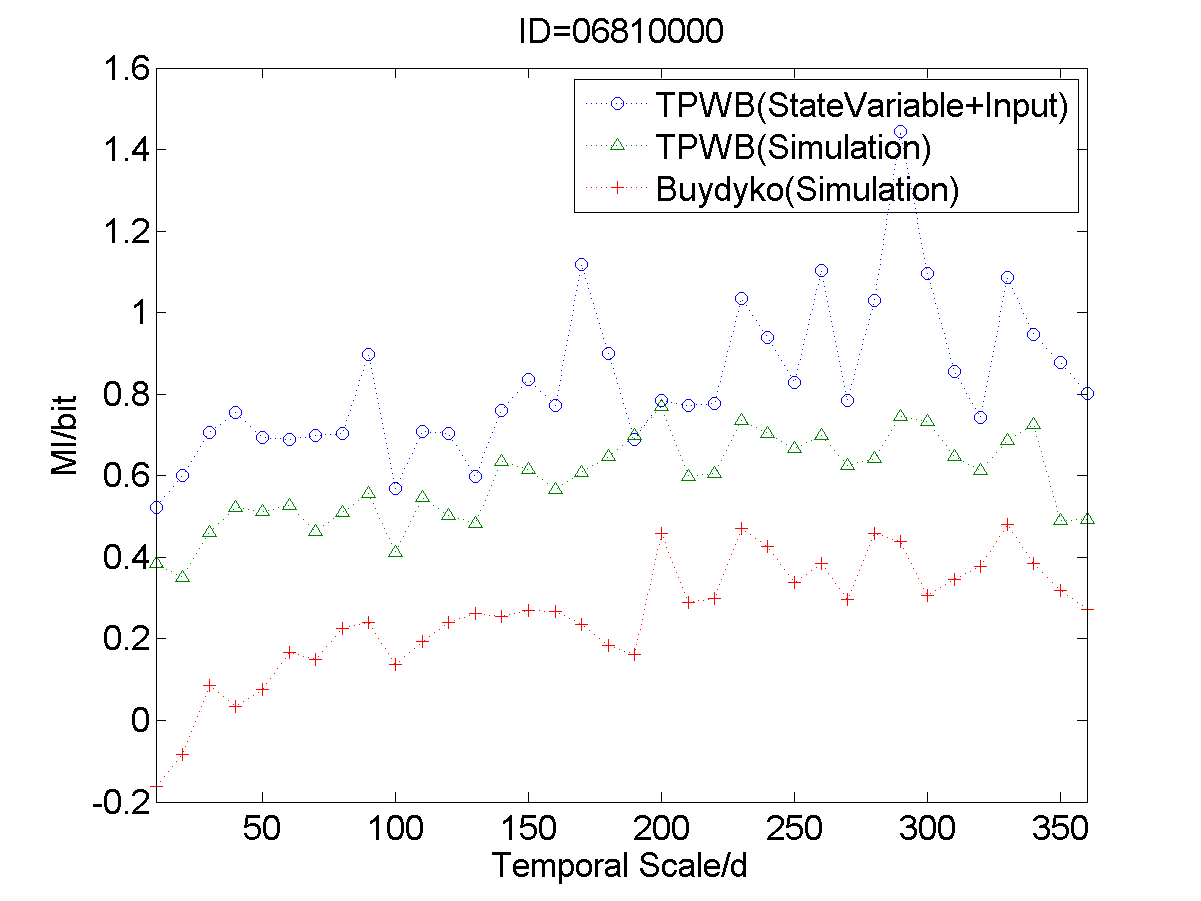 ID=06810000
1.6
1.4
1.2
1
0.8
0.6
0.4
0.2
0
-0.2
MI/bit
TPWB(StateVariable+Input)
TPWB(Simulation)
Buydyko(Simulation)
50 100 150 200 250 300 350
Temporal Scale/d